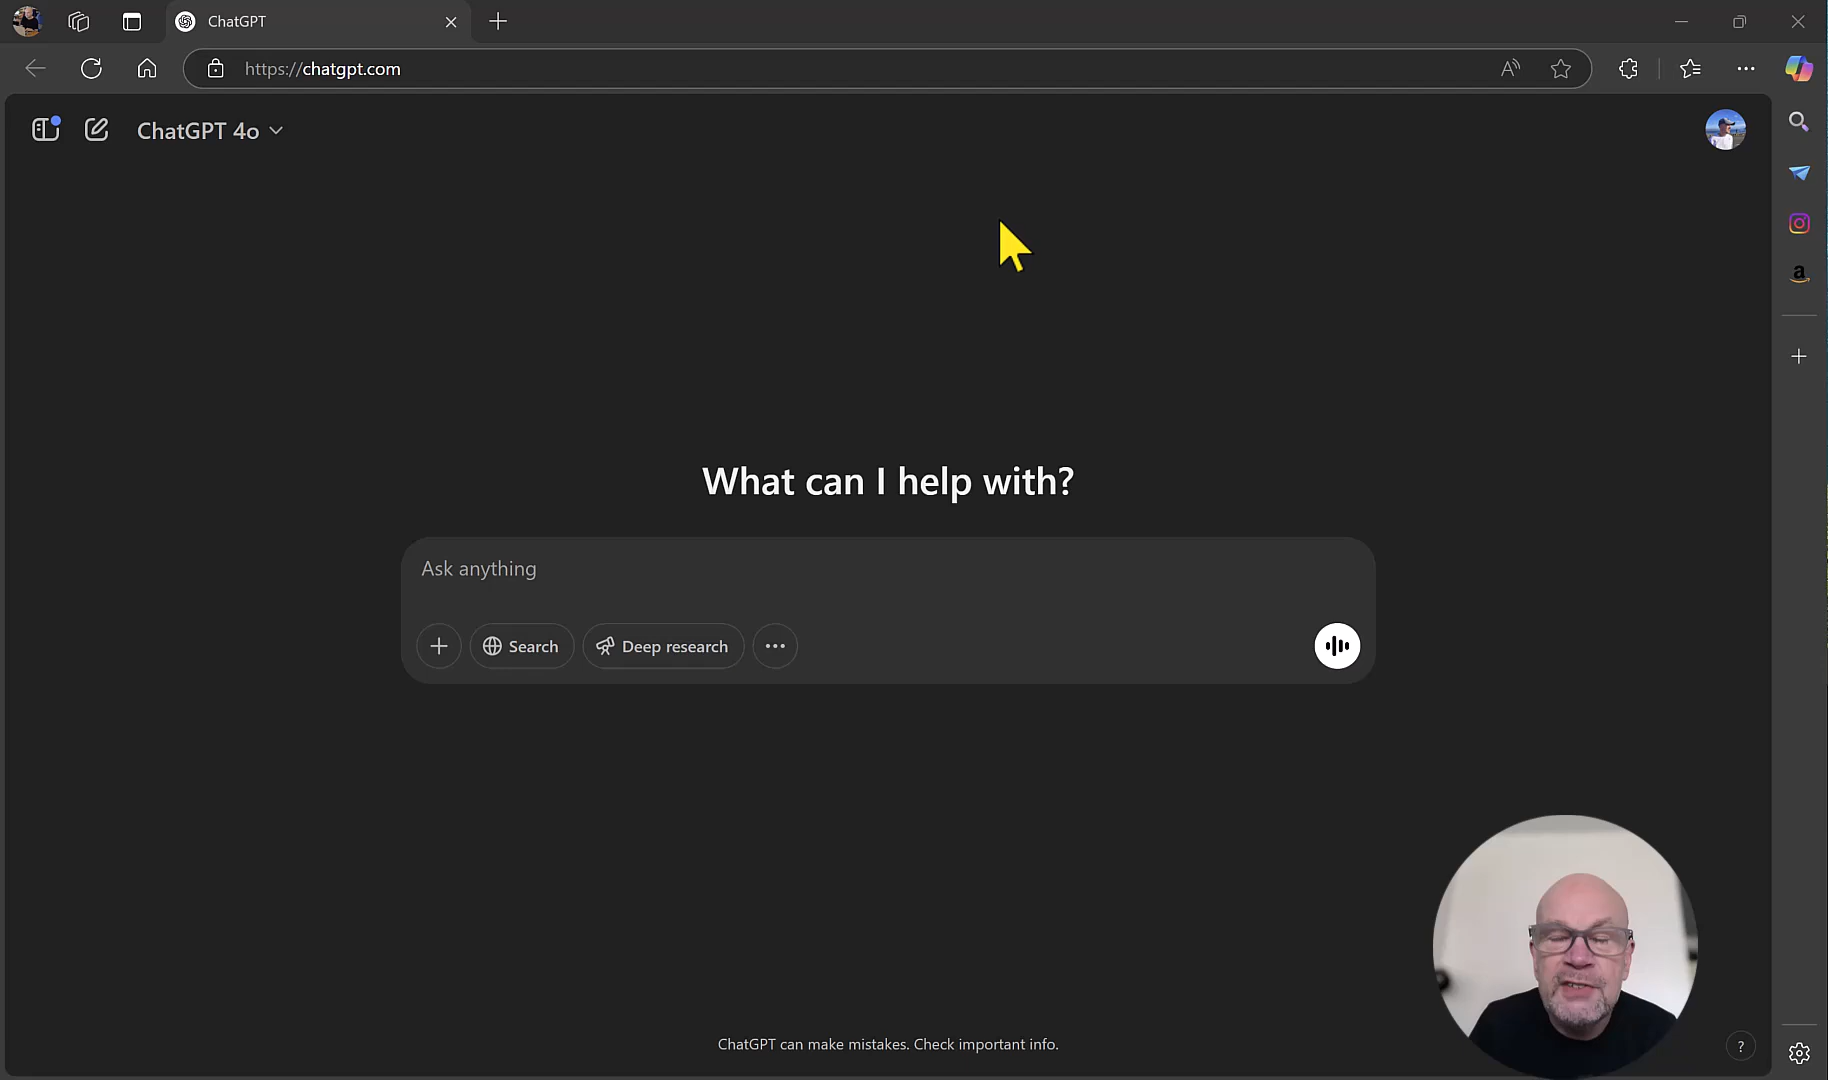 ChatGPT
https://chatgpt.com
ChatGPT 4o
What can I help with?
Ask anything
Search
Deep research
ChatGPT can make mistakes. Check important info.
?